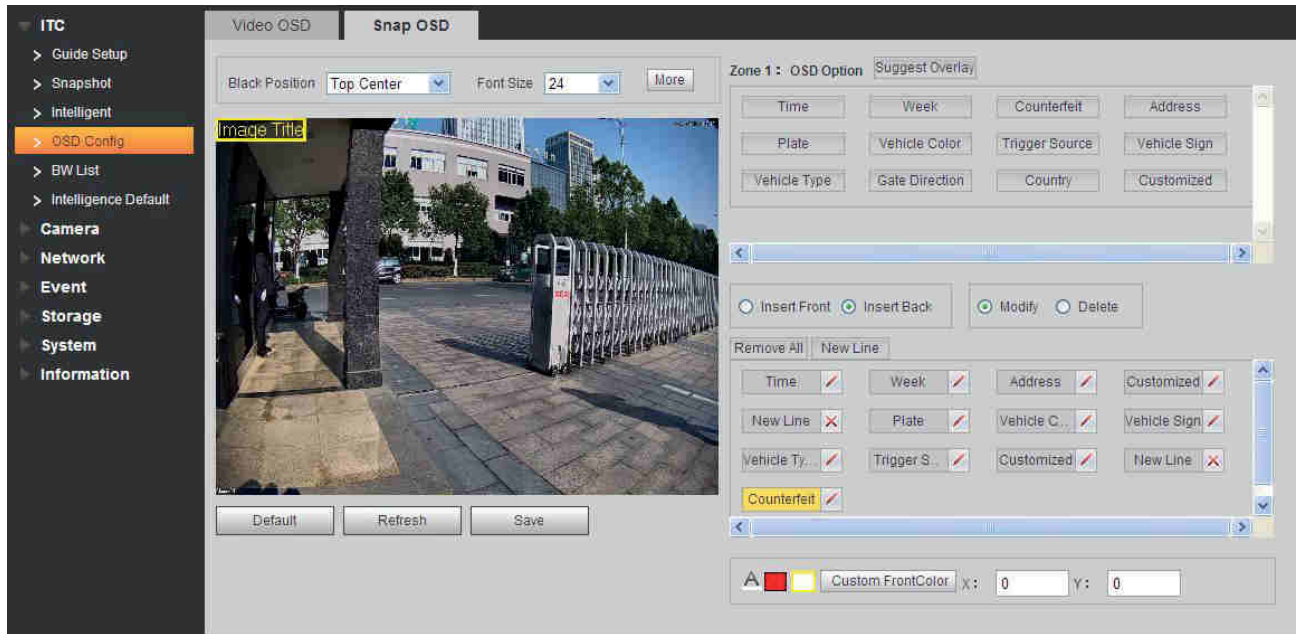 ITC
Guide Setup
Snapshot
Intelligent
OSD Config
BW List
Intelligence Default
Camera
Network
Event
Storage
System
Information
Video OSD
Snap OSD
Black Position
Top Center
Font Size
24
More
Image Title
Default
Refresh
Save
Zone 1: OSD Option
Suggest Overlay
Time Week Counterfeit Address
Plate Vehicle Color Trigger Source Vehicle Sign
Vehicle Type Gate Direction Country Customized
Insert Front Insert Back Modify Delete
Remove All New Line
Time Week Address Customized
New Line Plate Vehicle C... Vehicle Sign
Vehicle Ty... Trigger S... Customized New Line
Counterfeit
A Custom FrontColor X: 0 Y: 0